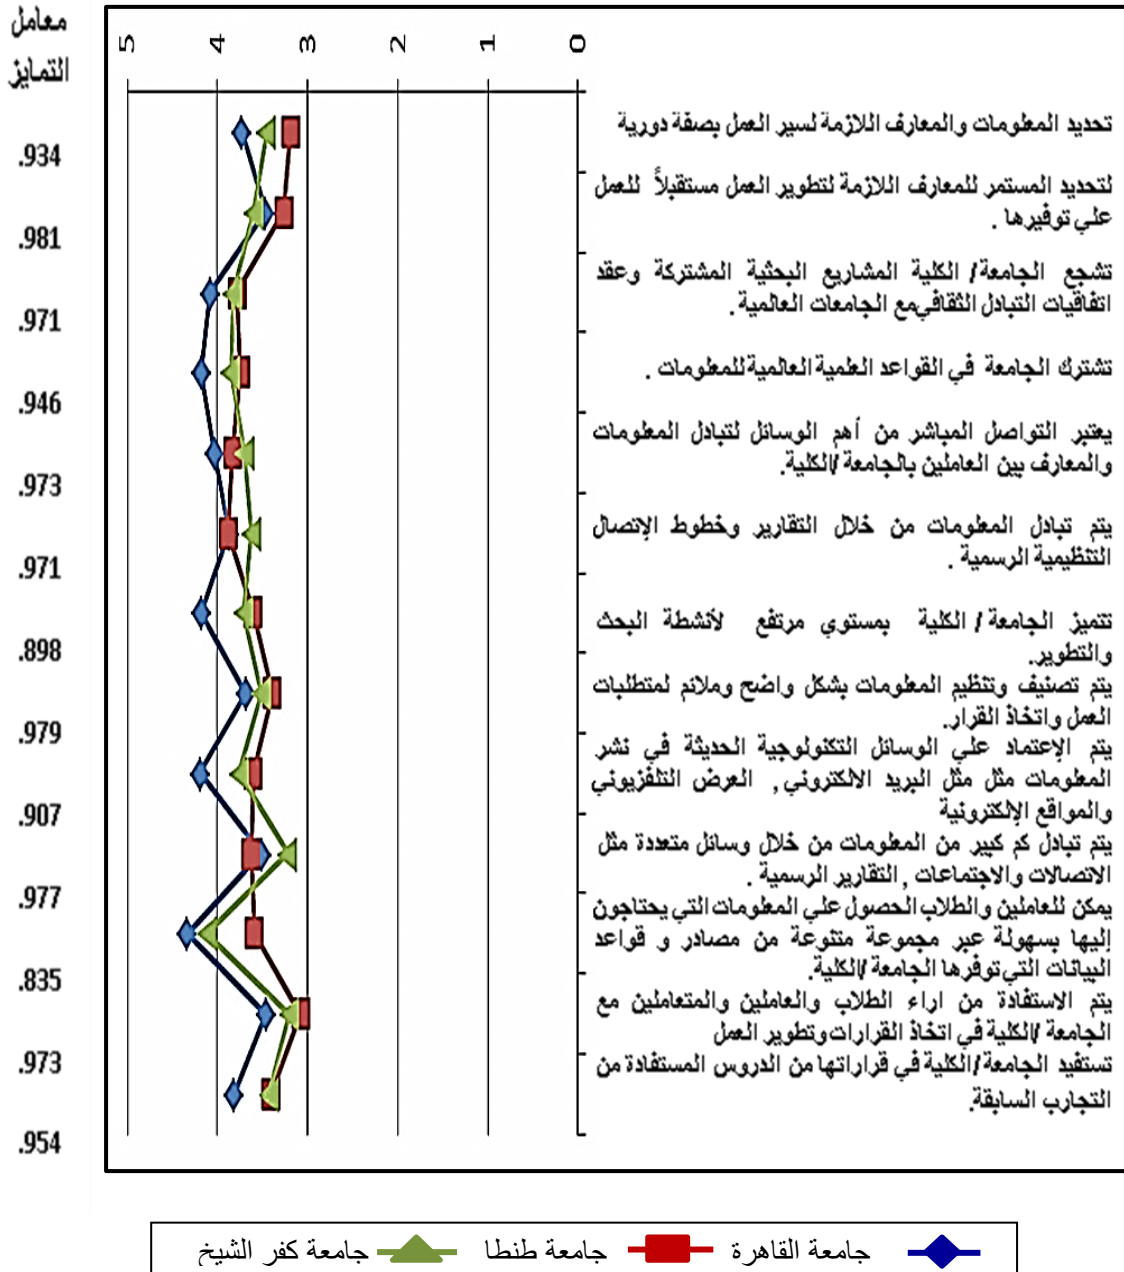 معامل
التمايز
5 4 3 2 1 0
تحديد المعلومات والمعارف اللازمة لسير العمل بصفة دورية
.934
لتحديد المستمر للمعارف اللازمة لتطوير العمل مستقبلاً للعمل
علي توفيرها .
.981
تشجع الجامعة/ الكلية المشاريع البحثية المشتركة وعقد
اتفاقيات التبادل الثقافي مع الجامعات العالمية.
.971
تشترك الجامعة في القواعد العلمية العالمية للمعلومات .
.946
يعتبر التواصل المباشر من أهم الوسائل لتبادل المعلومات
والمعارف بين العاملين بالجامعة /الكلية.
.973
يتم تبادل المعلومات من خلال التقارير وخطوط الإتصال
التنظيمية الرسمية .
.971
تتميز الجامعة / الكلية بمستوي مرتفع لأنشطة البحث
والتطوير.
.898
يتم تصنيف وتنظيم المعلومات بشكل واضح وملائم لمتطلبات
العمل واتخاذ القرار.
.979
يتم الإعتماد علي الوسائل التكنولوجية الحديثة في نشر
المعلومات مثل مثل البريد الالكتروني , العرض التلفزيوني
والمواقع الإلكترونية
.907
يتم تبادل كم كبير من المعلومات من خلال وسائل متعددة مثل
الاتصالات والاجتماعات , التقارير الرسمية .
.977
يمكن للعاملين والطلاب الحصول علي المعلومات التي يحتاجون
إليها بسهولة عبر مجموعة متنوعة من مصادر و قواعد
البيانات التي توفرها الجامعة /الكلية.
.835
يتم الاستفادة من اراء الطلاب والعاملين والمتعاملين مع
الجامعة /الكلية في اتخاذ القرارات وتطوير العمل
.973
تستفيد الجامعة/الكلية في قراراتها من الدروس المستفادة من
التجارب السابقة.
.954
جامعة القاهرة جامعة طنطا جامعة كفر الشيخ